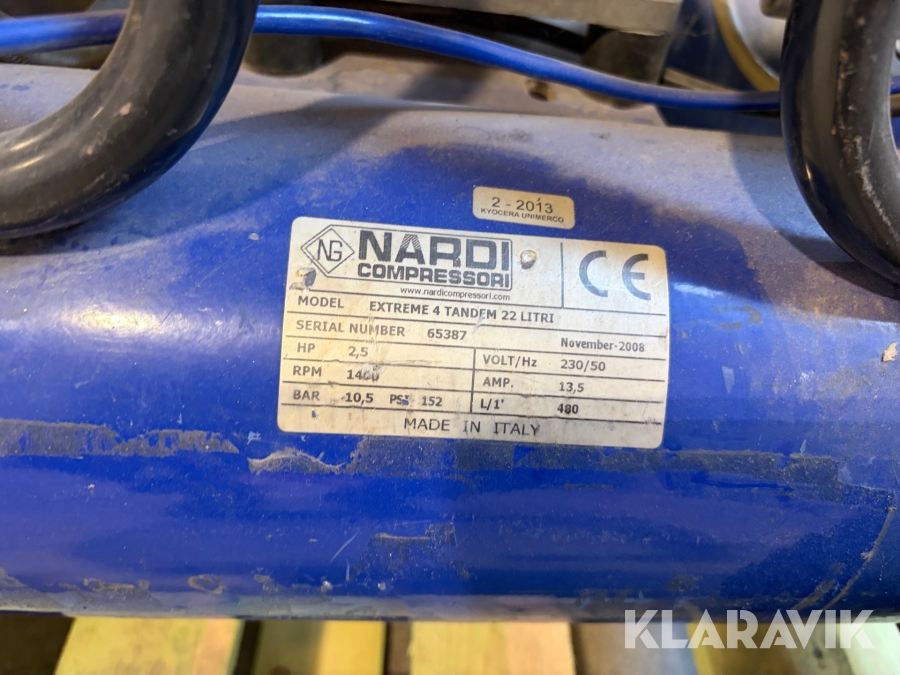 2 - 2013
KYOCERA UNIMERCO
NG NARDI
COMPRESSORI
www.nardicompressori.com
CE
MODEL EXTREME 4 TANDEM 22 LITRI
SERIAL NUMBER 65387 November-2008
HP 2,5 VOLT/Hz 230/50
RPM 1400 AMP. 13,5
BAR 10,5 PSI 152 L/1' 480
MADE IN ITALY
KLARAVIK